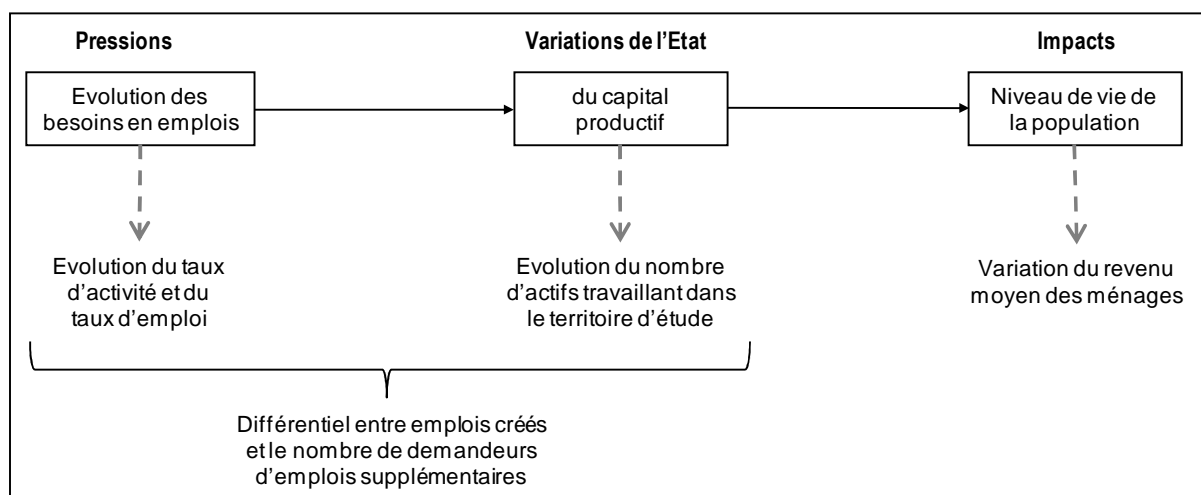 Pressions
Variations de l'Etat
Impacts
Evolution des
besoins en emplois
du capital
productif
Niveau de vie de
la population
Evolution du taux
d'activité et du
taux d'emploi
Evolution du nombre
d'actifs travaillant dans
le territoire d'étude
Variation du revenu
moyen des ménages
Différentiel entre emplois créés
et le nombre de demandeurs
d'emplois supplémentaires